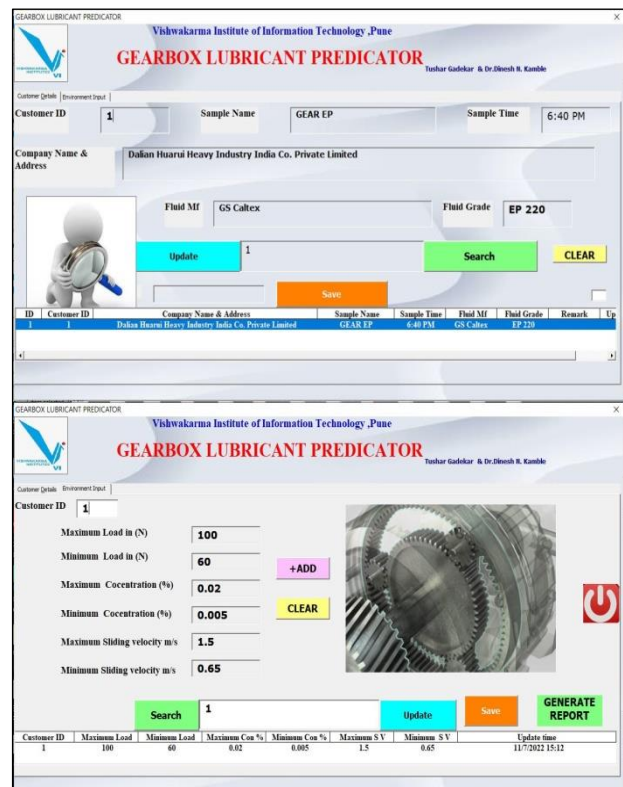 GEARBOX LUBRICANT PREDICATOR
Vishwakarma Institute of Information Technology ,Pune
GEARBOX LUBRICANT PREDICATOR
Tushar Gadekar & Dr.Dinesh N. Kamble
VI
Customer Details Environment Input
Customer ID 1 Sample Name GEAR EP Sample Time 6:40 PM
Company Name & Address Dalian Huarui Heavy Industry India Co. Private Limited
Fluid Mf GS Caltex Fluid Grade EP 220
Update 1 Search CLEAR
Save
ID Customer ID Company Name & Address Sample Name Sample Time Fluid Mf Fluid Grade Remark Up
1 1 Dalian Huarui Heavy Industry India Co. Private Limited GEAR EP 6:40 PM GS Caltex EP 220
GEARBOX LUBRICANT PREDICATOR
Vishwakarma Institute of Information Technology ,Pune
GEARBOX LUBRICANT PREDICATOR
Tushar Gadekar & Dr.Dinesh N. Kamble
VI
Customer Details Environment Input
Customer ID 1
Maximum Load in (N) 100
Minimum Load in (N) 60
+ADD
Maximum Cocentration (%) 0.02
Minimum Cocentration (%) 0.005
CLEAR
Maximum Sliding velocity m/s 1.5
Minimum Sliding velocity m/s 0.65
Search 1 Update Save GENERATE REPORT
Customer ID Maximum Load Minimum Load Maximum Con % Minimum Con % Maximum S V Minimum S V Update time
1 100 60 0.02 0.005 1.5 0.65 11/7/2022 15:12